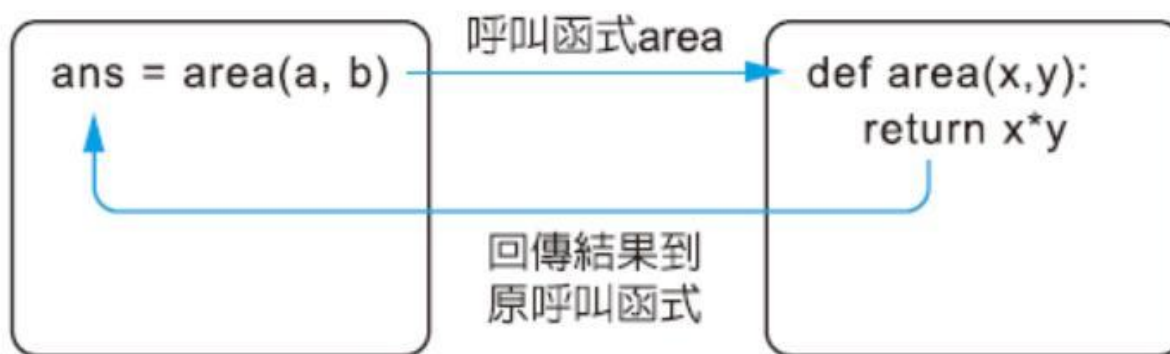 呼叫函式area
ans = area(a, b)
def area(x,y):
return x*y
回傳結果到
原呼叫函式